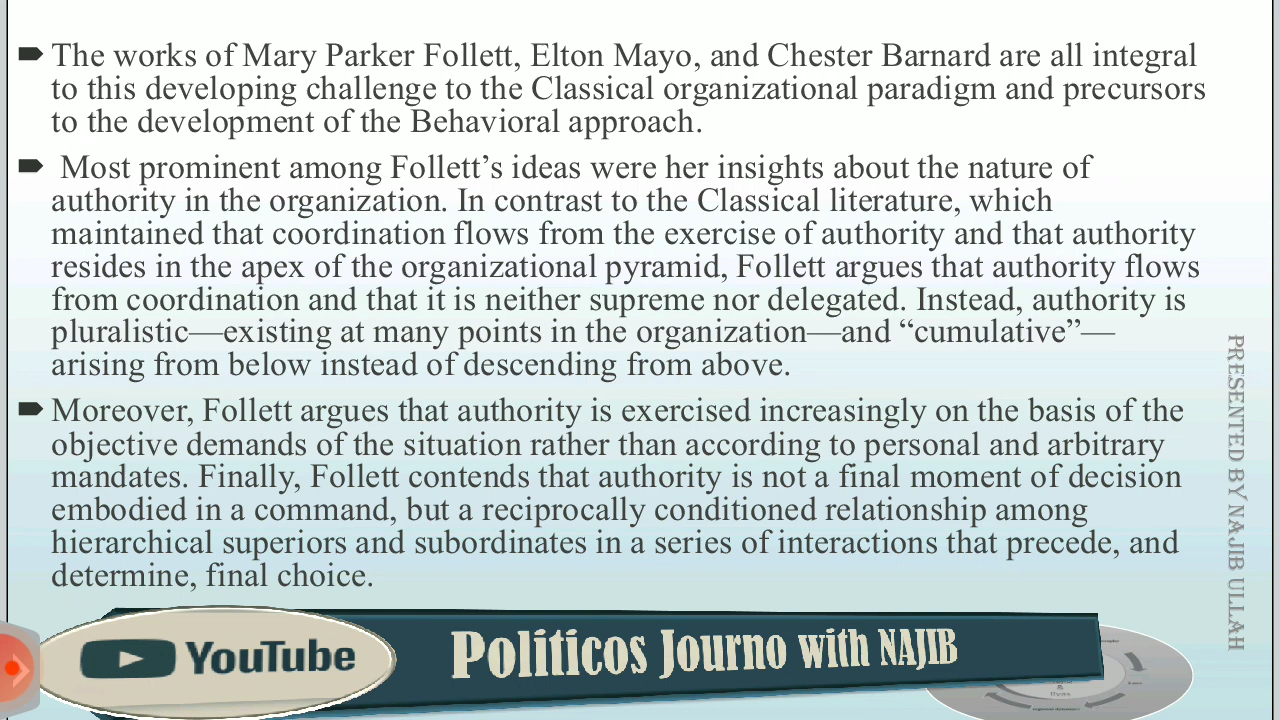 The works of Mary Parker Follett, Elton Mayo, and Chester Barnard are all integral
to this developing challenge to the Classical organizational paradigm and precursors
to the development of the Behavioral approach.
Most prominent among Follett’s ideas were her insights about the nature of
authority in the organization. In contrast to the Classical literature, which
maintained that coordination flows from the exercise of authority and that authority
resides in the apex of the organizational pyramid, Follett argues that authority flows
from coordination and that it is neither supreme nor delegated. Instead, authority is
pluralistic—existing at many points in the organization—and “cumulative”—
arising from below instead of descending from above.
Moreover, Follett argues that authority is exercised increasingly on the basis of the
objective demands of the situation rather than according to personal and arbitrary
mandates. Finally, Follett contends that authority is not a final moment of decision
embodied in a command, but a reciprocally conditioned relationship among
hierarchical superiors and subordinates in a series of interactions that precede, and
determine, final choice.
PRESENTED BY NAJIB ULLAH
YouTube
Politicos Journo with NAJIB